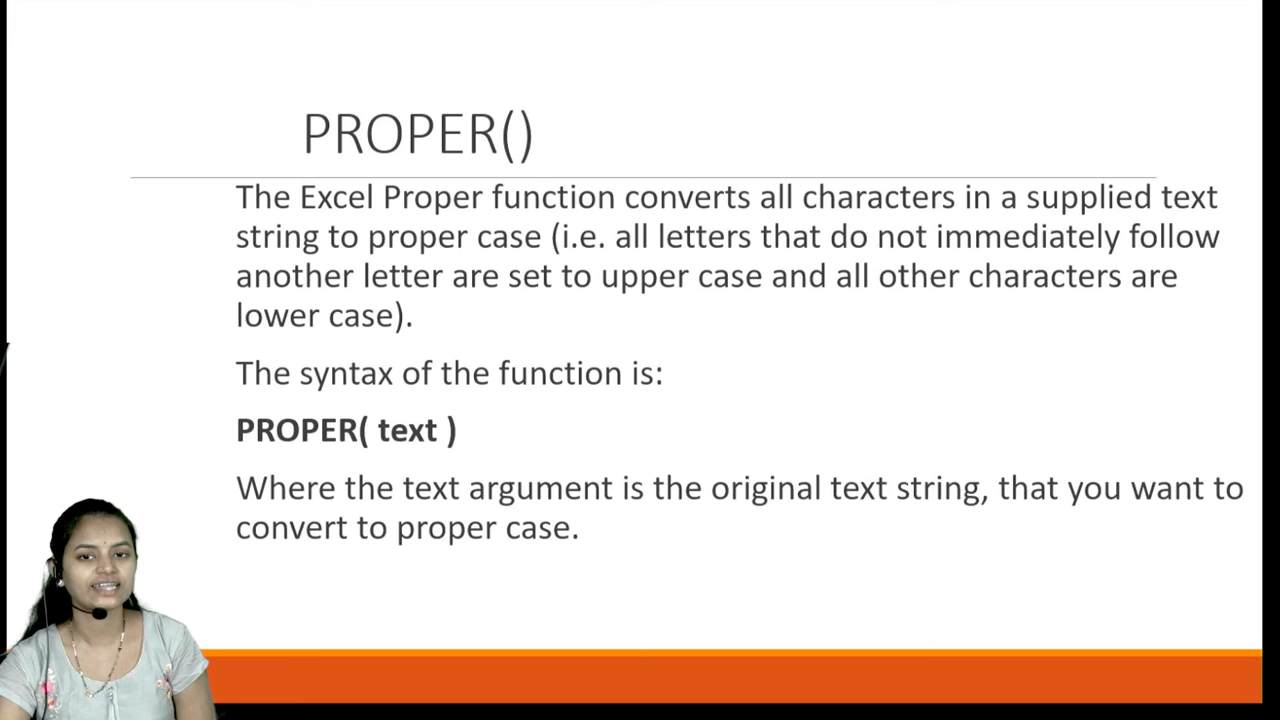 PROPER()
The Excel Proper function converts all characters in a supplied text
string to proper case (i.e. all letters that do not immediately follow
another letter are set to upper case and all other characters are
lower case).
The syntax of the function is:
PROPER( text )
Where the text argument is the original text string, that you want to
convert to proper case.